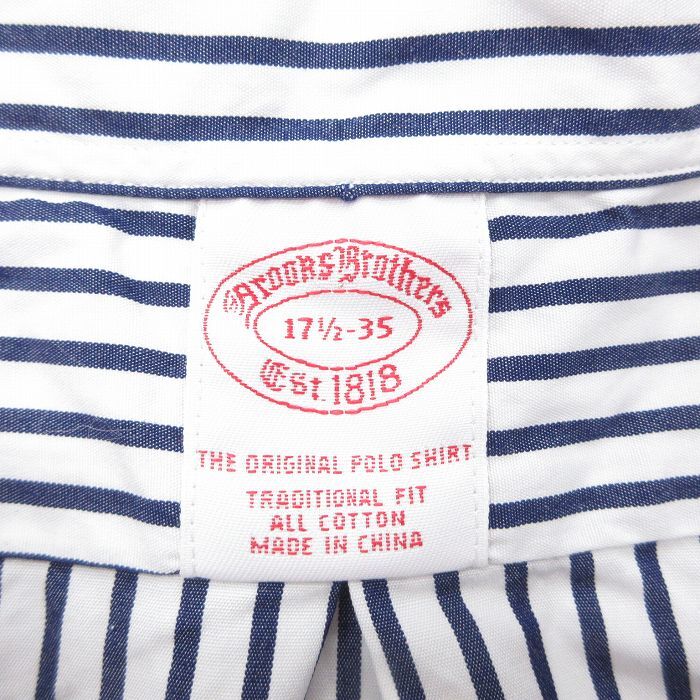 ® Brooks Brothers
17½-35
Est. 1818
THE ORIGINAL POLO SHIRT
TRADITIONAL FIT
ALL COTTON
MADE IN CHINA